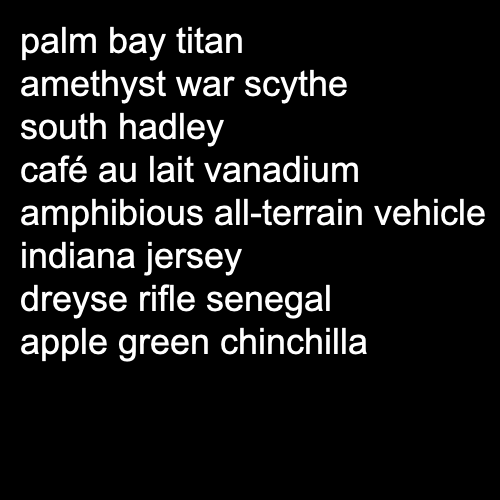 palm bay titan
amethyst war scythe
south hadley
café au lait vanadium
amphibious all-terrain vehicle
indiana jersey
dreyse rifle senegal
apple green chinchilla